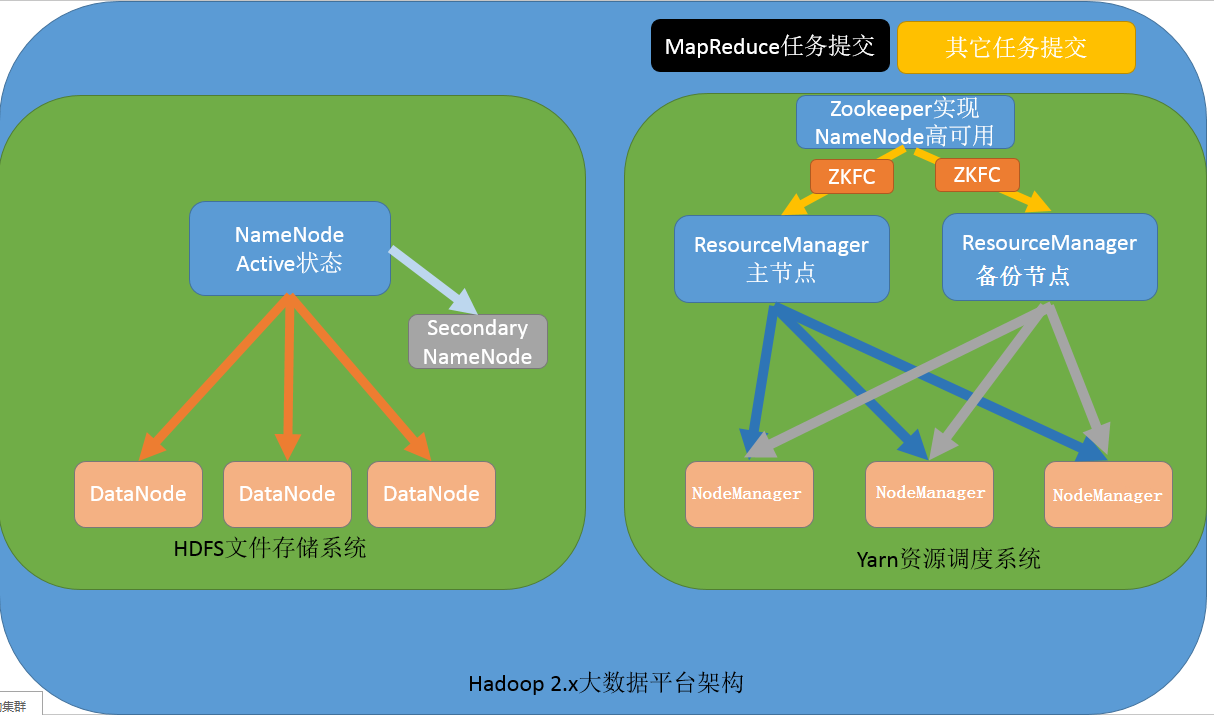 MapReduce任务提交
其它任务提交
Zookeeper实现
NameNode高可用
ZKFC
ZKFC
NameNode
Active状态
ResourceManager
主节点
ResourceManager
备份节点
Secondary
NameNode
DataNode
DataNode
DataNode
NodeManager
NodeManager
NodeManager
HDFS文件存储系统
Yarn资源调度系统
Hadoop 2.x大数据平台架构
集群